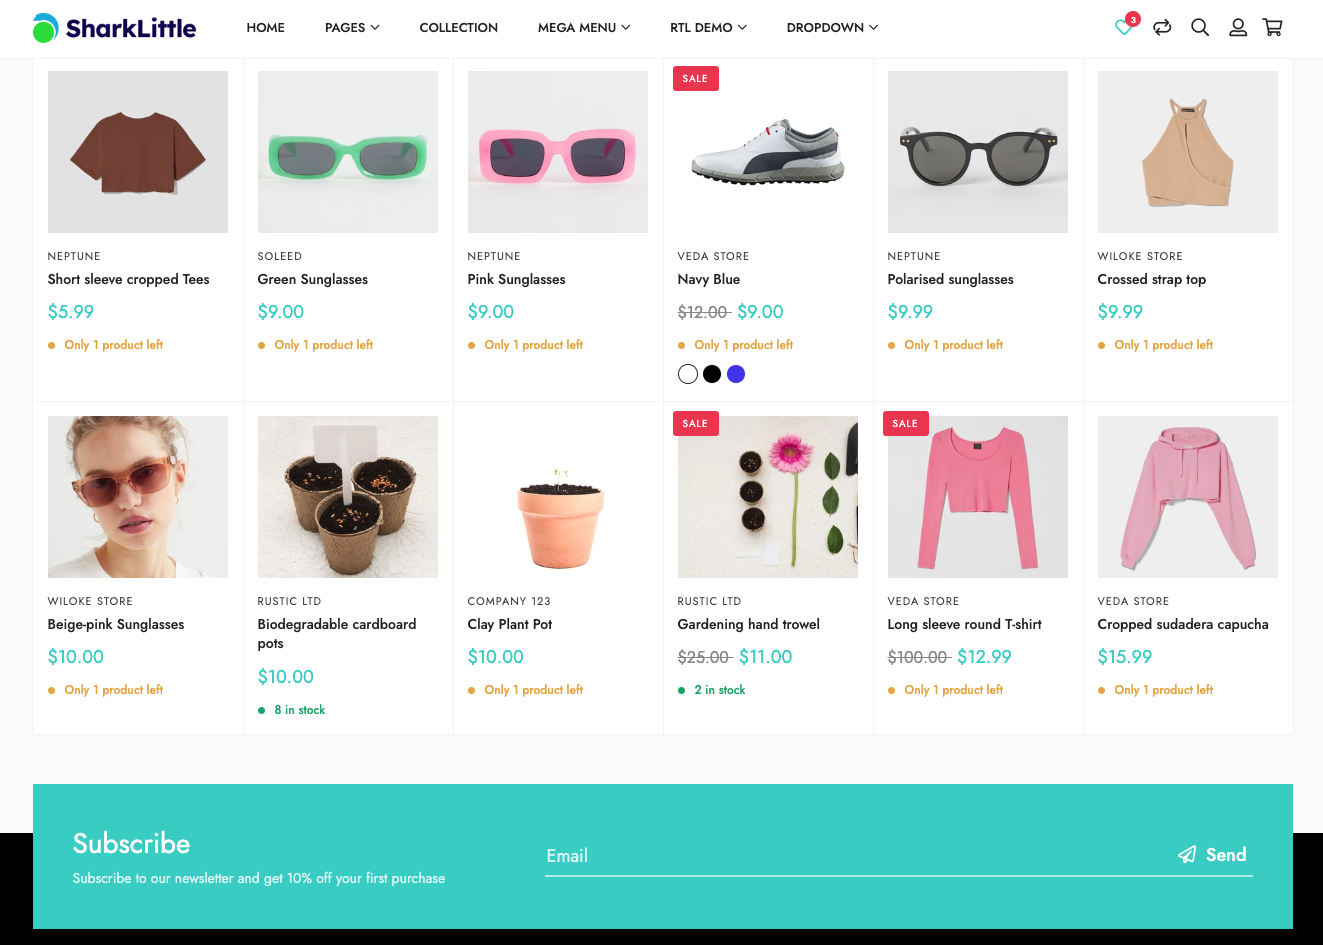 SharkLittle
HOME PAGES COLLECTION MEGA MENU RTL DEMO DROPDOWN
3
SALE
NEPTUNE
Short sleeve cropped Tees
$5.99
Only 1 product left
SOLEED
Green Sunglasses
$9.00
Only 1 product left
NEPTUNE
Pink Sunglasses
$9.00
Only 1 product left
VEDA STORE
Navy Blue
$12.00 $9.00
Only 1 product left
NEPTUNE
Polarised sunglasses
$9.99
Only 1 product left
WILOKE STORE
Crossed strap top
$9.99
Only 1 product left
WILOKE STORE
Beige-pink Sunglasses
$10.00
Only 1 product left
RUSTIC LTD
Biodegradable cardboard
pots
$10.00
8 in stock
COMPANY 123
Clay Plant Pot
$10.00
Only 1 product left
SALE
RUSTIC LTD
Gardening hand trowel
$25.00 $11.00
2 in stock
SALE
VEDA STORE
Long sleeve round T-shirt
$100.00 $12.99
Only 1 product left
VEDA STORE
Cropped sudadera capucha
$15.99
Only 1 product left
Subscribe
Subscribe to our newsletter and get 10% off your first purchase
Email
Send